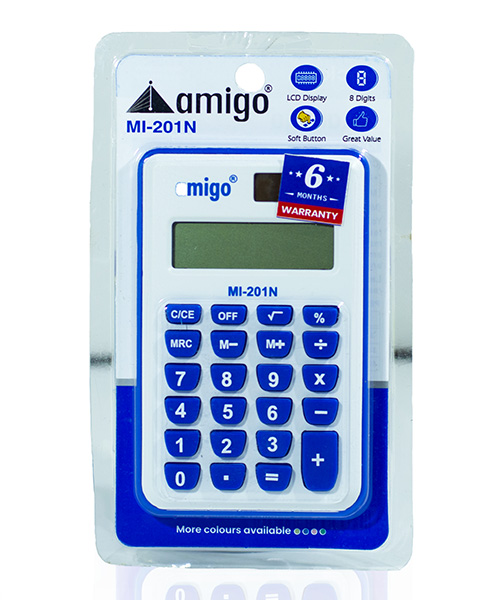 amigo®
MI-201N
LCD Display
8 Digits
Soft Button
Great Value
amigo®
6
MONTHS
WARRANTY
MI-201N
C/CE OFF √ %
MRC M− M+ ÷
7 8 9 x
4 5 6 −
1 2 3 +
0 . =
More colours available